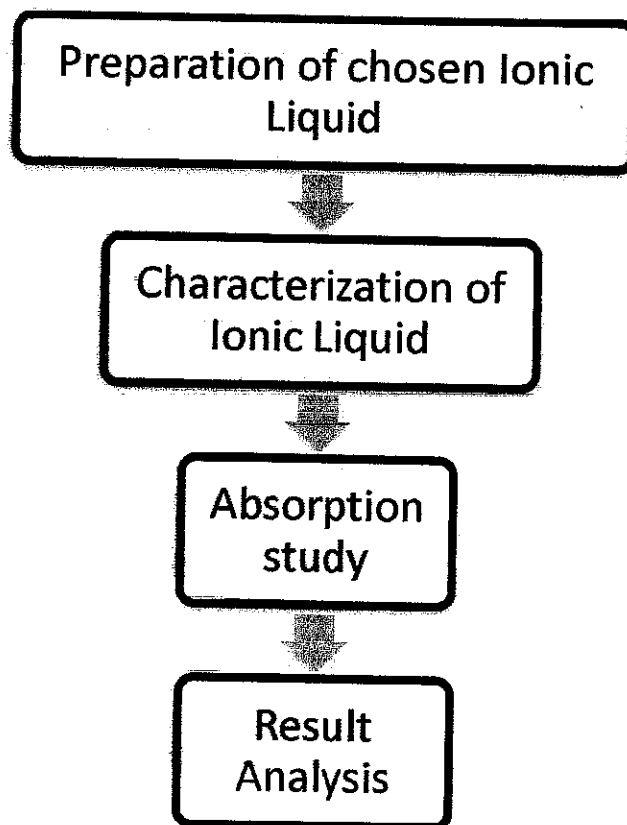 Preparation of chosen Ionic
Liquid
Characterization of
Ionic Liquid
Absorption
study
Result
Analysis